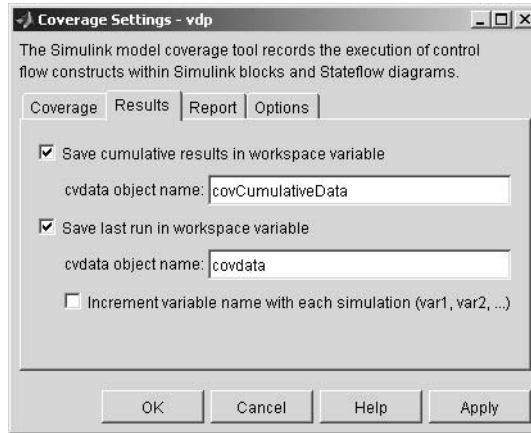 Coverage Settings - vdp
The Simulink model coverage tool records the execution of control
flow constructs within Simulink blocks and Stateflow diagrams.
Coverage Results Report Options
Save cumulative results in workspace variable
cvdata object name: covCumulativeData
Save last run in workspace variable
cvdata object name: covdata
Increment variable name with each simulation (var1, var2, ...)
OK Cancel Help Apply